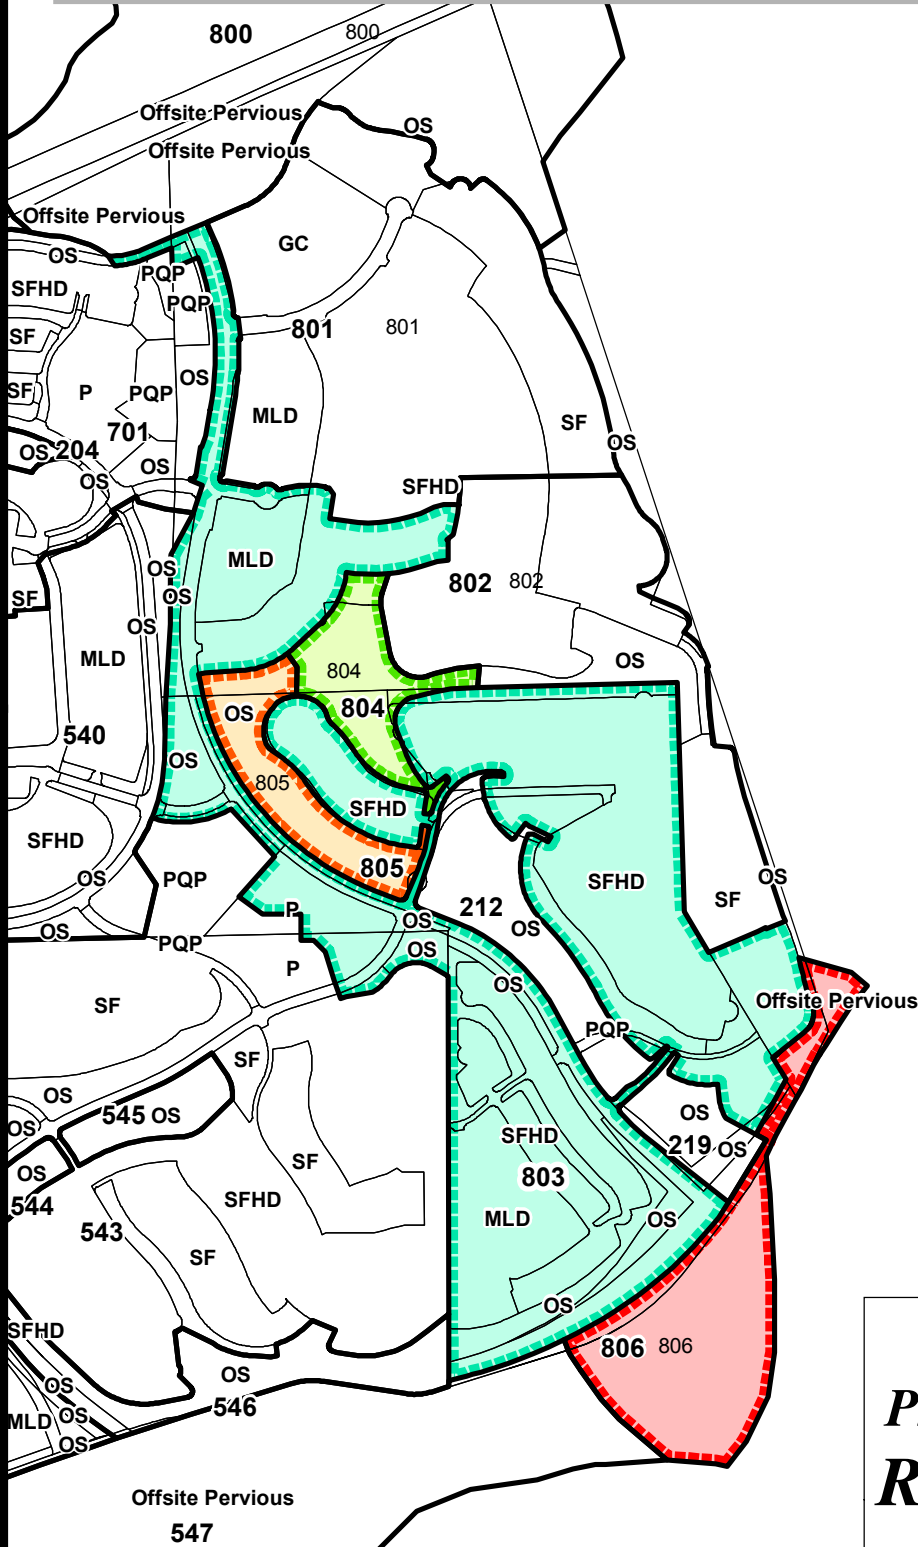 800 800
Offsite Pervious
OS
Offsite Pervious
Offsite Pervious
GC
OS
PQP
SFHD
PQP
801 801
SF
OS
SF
P
PQP
MLD
SF
701
OS
OS 204
OS
OS
SFHD
MLD
OS
802 802
OS
SF
OS
MLD
OS
804
804
OS
540
OS
805
SFHD
SFHD
805
OS
PQP
SFHD
SF
OS
212
P
OS
OS
OS
PQP
OS
P
OS
SF
Offsite Pervious
PQP
SF
OS
545 OS
OS
OS
SFHD
219 OS
SF
OS
544
803
SFHD
MLD
OS
543
SF
OS
SFHD
806 806
OS
OS
546
MLD OS
OS
P
R
Offsite Pervious
547